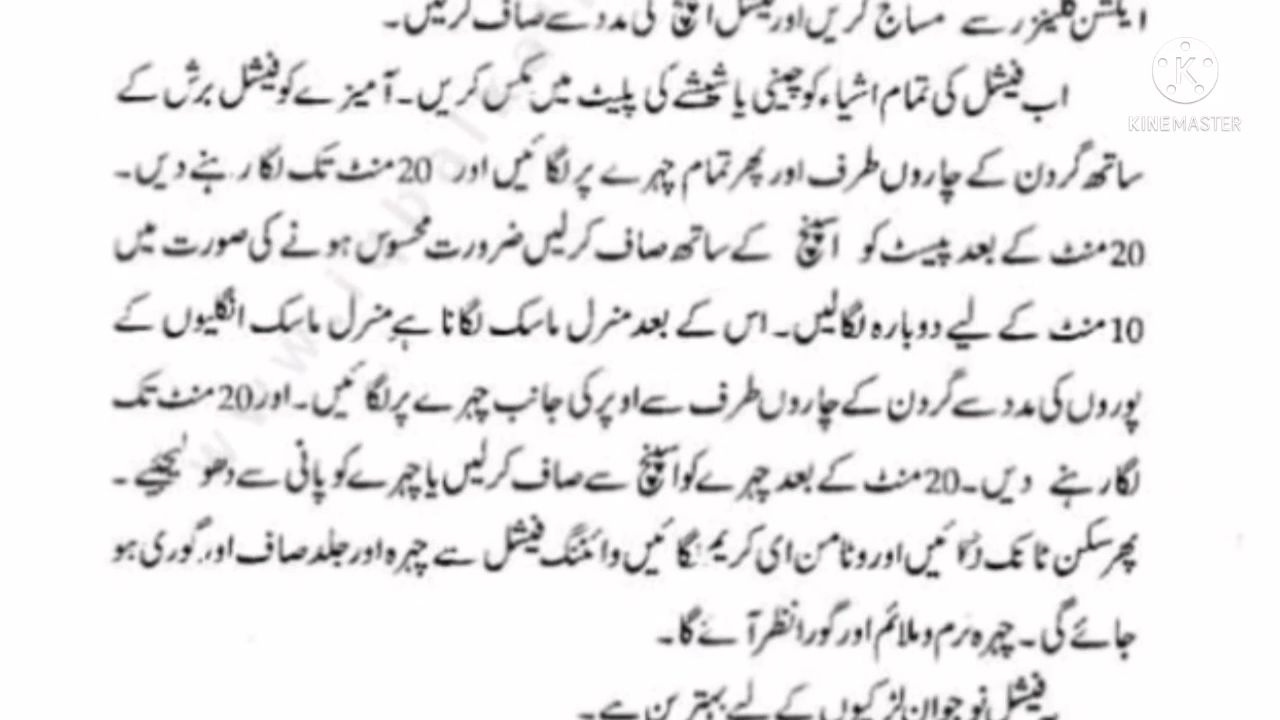 ایکشن کلینزر سے مساج کریں اور فیشل اسپنج کی مدد سے صاف کرلیں۔
KINEMASTER
اب فیشل کی تمام اشیاء کو چینی یا شیشے کی پلیٹ میں مکس کریں۔ آمیزے کو فیشل برش کے
ساتھ گردن کے چاروں طرف اور پھر تمام چہرے پر لگائیں اور 20 منٹ تک لگا رہنے دیں۔
20 منٹ کے بعد پیسٹ کو اسپنج کے ساتھ صاف کرلیں ضرورت محسوس ہونے کی صورت میں
10 منٹ کے لیے دوبارہ لگالیں۔ اس کے بعد منرل ماسک لگانا ہے منرل ماسک انگلیوں کے
پوروں کی مدد سے گردن کے چاروں طرف سے اوپر کی جانب چہرے پر لگائیں۔ اور 20 منٹ تک
لگا رہنے دیں۔ 20 منٹ کے بعد چہرے کو اسپنج سے صاف کرلیں یا چہرے کو پانی سے دھو لیجئے۔
پھر سکن ٹانک لگائیں اور وٹامن ای کریم لگائیں وائٹنگ فیشل سے چہرہ اور جلد صاف اور گوری ہو
جائے گی۔ چہرہ نرم و ملائم اور گورا نظر آئے گا۔
فیشل نوجوان لڑکیوں کے لیے بہترین ہے۔